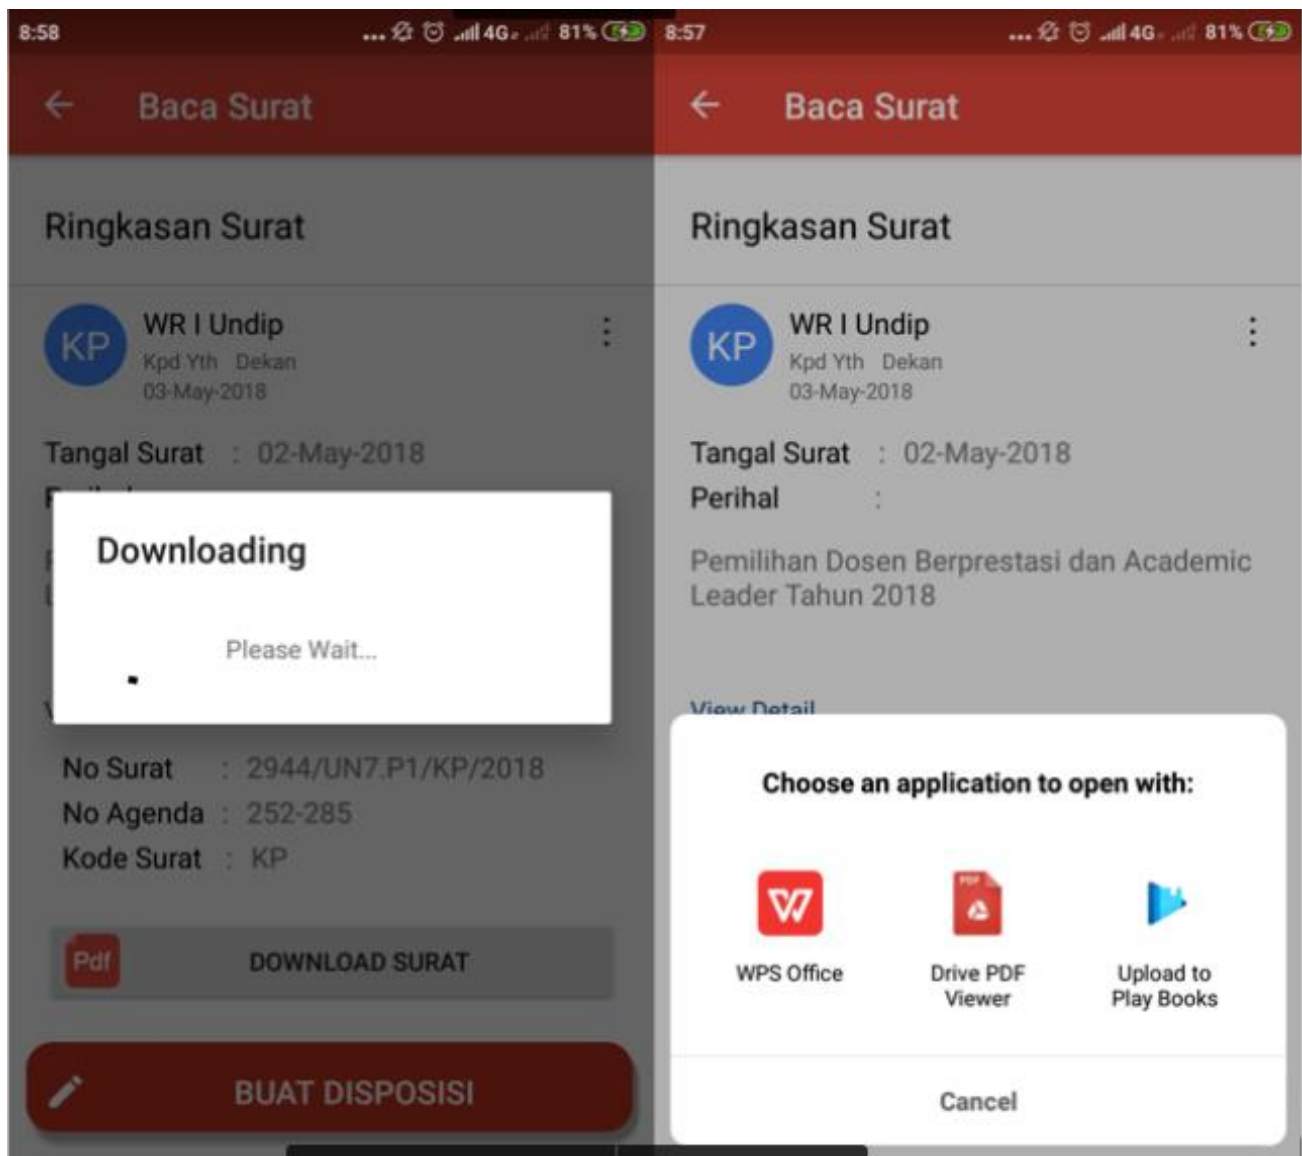 8:58
... 4G 81%
Baca Surat
Ringkasan Surat
KP
WR I Undip
Kpd Yth Dekan
03-May-2018
Tangal Surat : 02-May-2018
Downloading
Please Wait...
No Surat : 2944/UN7.P1/KP/2018
No Agenda : 252-285
Kode Surat : KP
Pdf
DOWNLOAD SURAT
BUAT DISPOSISI
8:57
... 4G 81%
Baca Surat
Ringkasan Surat
KP
WR I Undip
Kpd Yth Dekan
03-May-2018
Tangal Surat : 02-May-2018
Perihal :
Pemilihan Dosen Berprestasi dan Academic
Leader Tahun 2018
View Detail
Choose an application to open with:
PDF
WPS Office
Drive PDF
Viewer
Upload to
Play Books
Cancel